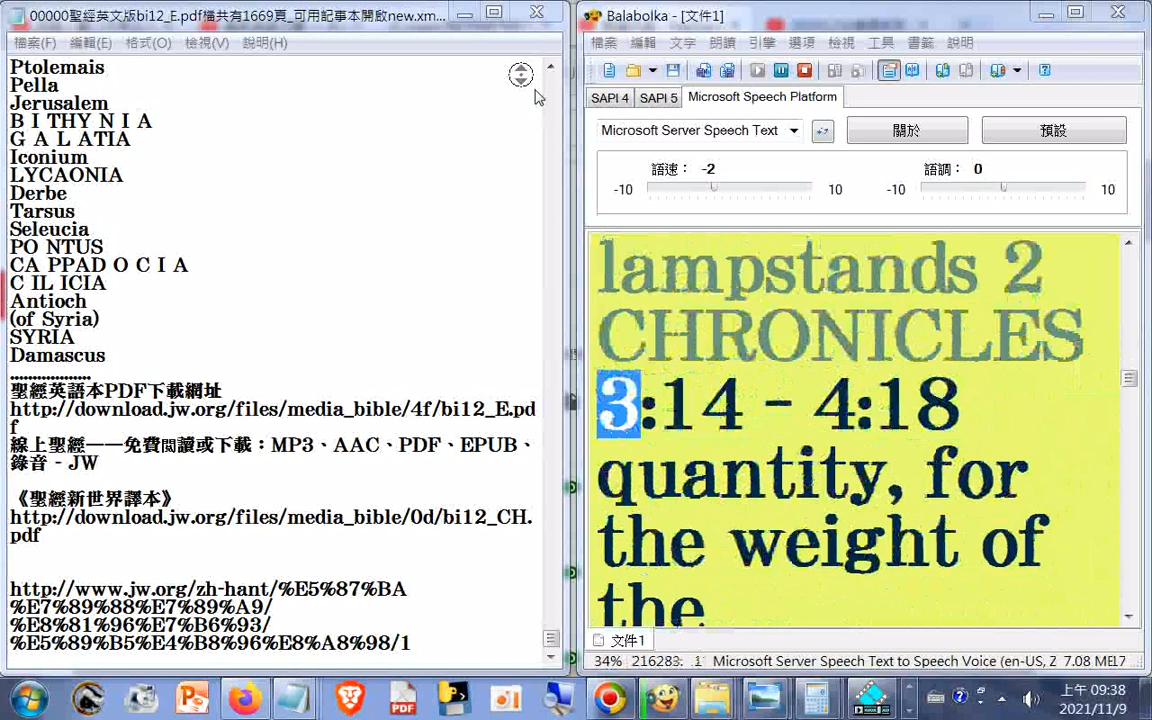 00000聖經英文版bi12_E.pdf檔共有1669頁_可用記事本開啟new.xm...
檔案(F) 編輯(E) 格式(O) 檢視(V) 說明(H)
Ptolemais
Pella
Jerusalem
B I THY N I A
G A L ATIA
Iconium
LYCAONIA
Derbe
Tarsus
Seleucia
PO NTUS
CA PPAD O C I A
C IL ICIA
Antioch
(of Syria)
SYRIA
Damascus
..................
聖經英語本PDF下載網址
http://download.jw.org/files/media_bible/4f/bi12_E.pd
f
線上聖經——免費閱讀或下載：MP3、AAC、PDF、EPUB、
錄音 - JW
《聖經新世界譯本》
http://download.jw.org/files/media_bible/0d/bi12_CH.
pdf
http://www.jw.org/zh-hant/%E5%87%BA
%E7%89%88%E7%89%A9/
%E8%81%96%E7%B6%93/
%E5%89%B5%E4%B8%96%E8%A8%98/1
Balabolka - [文件1]
檔案 編輯 文字 朗讀 引擎 選項 檢視 工具 書籤 說明
SAPI 4 SAPI 5 Microsoft Speech Platform
Microsoft Server Speech Text 關於 預設
語速： -2 語調： 0
-10 10 -10 10
lampstands 2
CHRONICLES
3:14 - 4:18
quantity, for
the weight of
the
文件1
34% 216283: 1 Microsoft Server Speech Text to Speech Voice (en-US, Z 7.08 ME
PDF
上午 09:38
2021/11/9